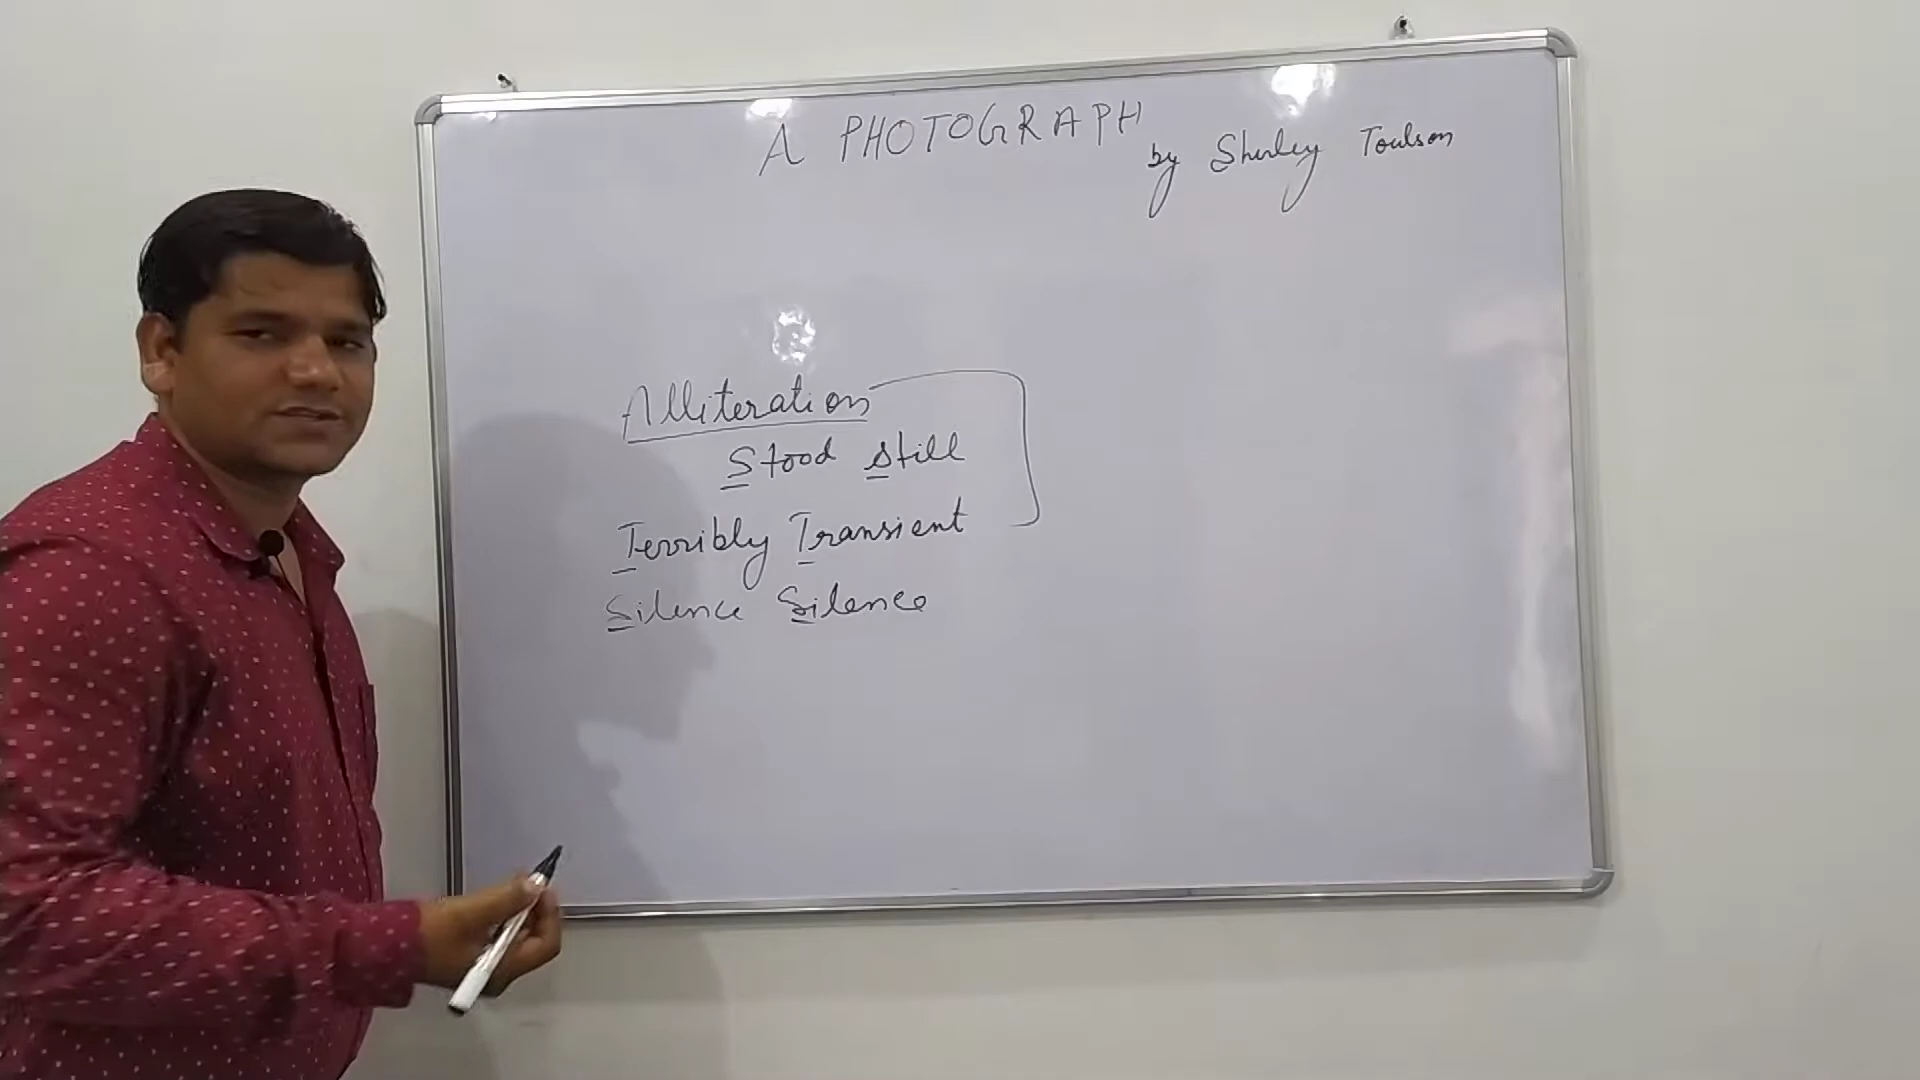 A PHOTOGRAPH
by Shirley Toulson
Alliteration
Stood Still
Terribly Transient
Silence Silence